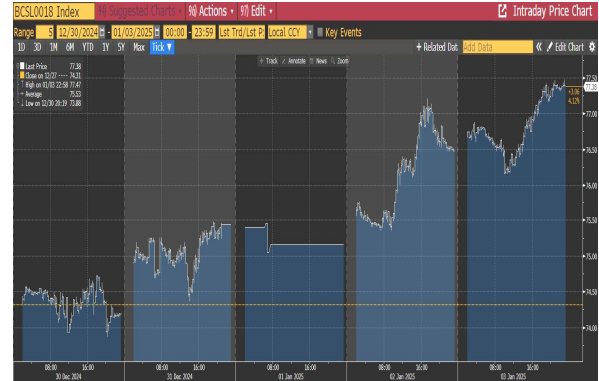 BCSL0018 Index 95) Suggested Charts 96) Actions 97) Edit Intraday Price Chart
Range 5 12/30/2024 - 01/03/2025 00:00 - 23:59 Lst Trd/Lst P Local CCY Key Events
1D 3D 1M 6M YTD 1Y 5Y Max Tick + Related Dat Add Data « Edit Chart
Track Annotate News Zoom
Last Price 77.38
Close on 12/27 ---- 74.31
High on 01/03 22:58 77.47
Average 75.53
Low on 12/30 20:19 73.88
77.50
77.38
+3.06
4.12%
77.00
76.50
76.00
75.50
75.00
74.50
74.00
08:00 16:00 08:00 16:00 08:00 16:00 08:00 16:00 08:00 16:00
30 Dec 2024 31 Dec 2024 01 Jan 2025 02 Jan 2025 03 Jan 2025